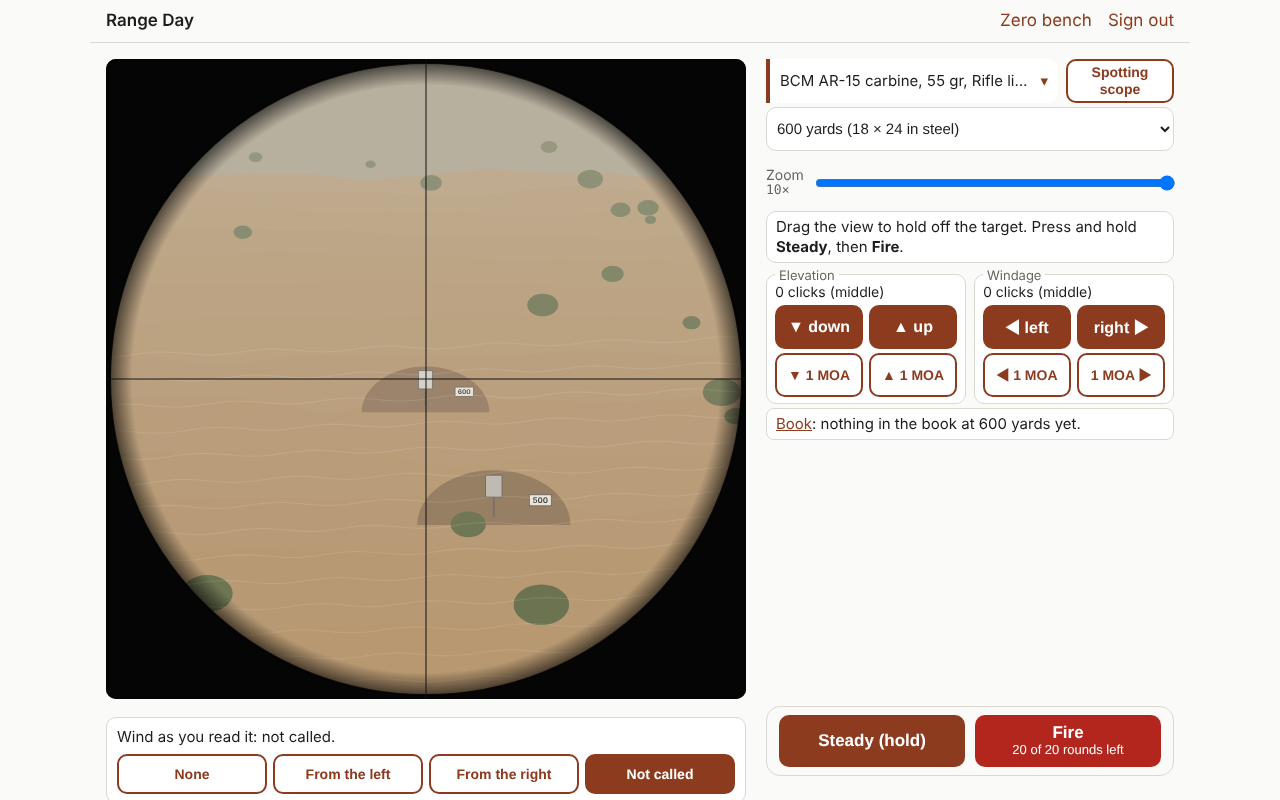 Range Day
Zero bench
Sign out
600
500
Wind as you read it: not called.
None
From the left
From the right
Not called
BCM AR-15 carbine, 55 gr, Rifle li... ▼
Spotting
scope
600 yards (18 × 24 in steel)
Zoom
10×
Drag the view to hold off the target. Press and hold
Steady, then Fire.
Elevation
0 clicks (middle)
▼ down
▲ up
▼ 1 MOA
▲ 1 MOA
Windage
0 clicks (middle)
◀ left
right ▶
◀ 1 MOA
1 MOA ▶
Book: nothing in the book at 600 yards yet.
Steady (hold)
Fire
20 of 20 rounds left